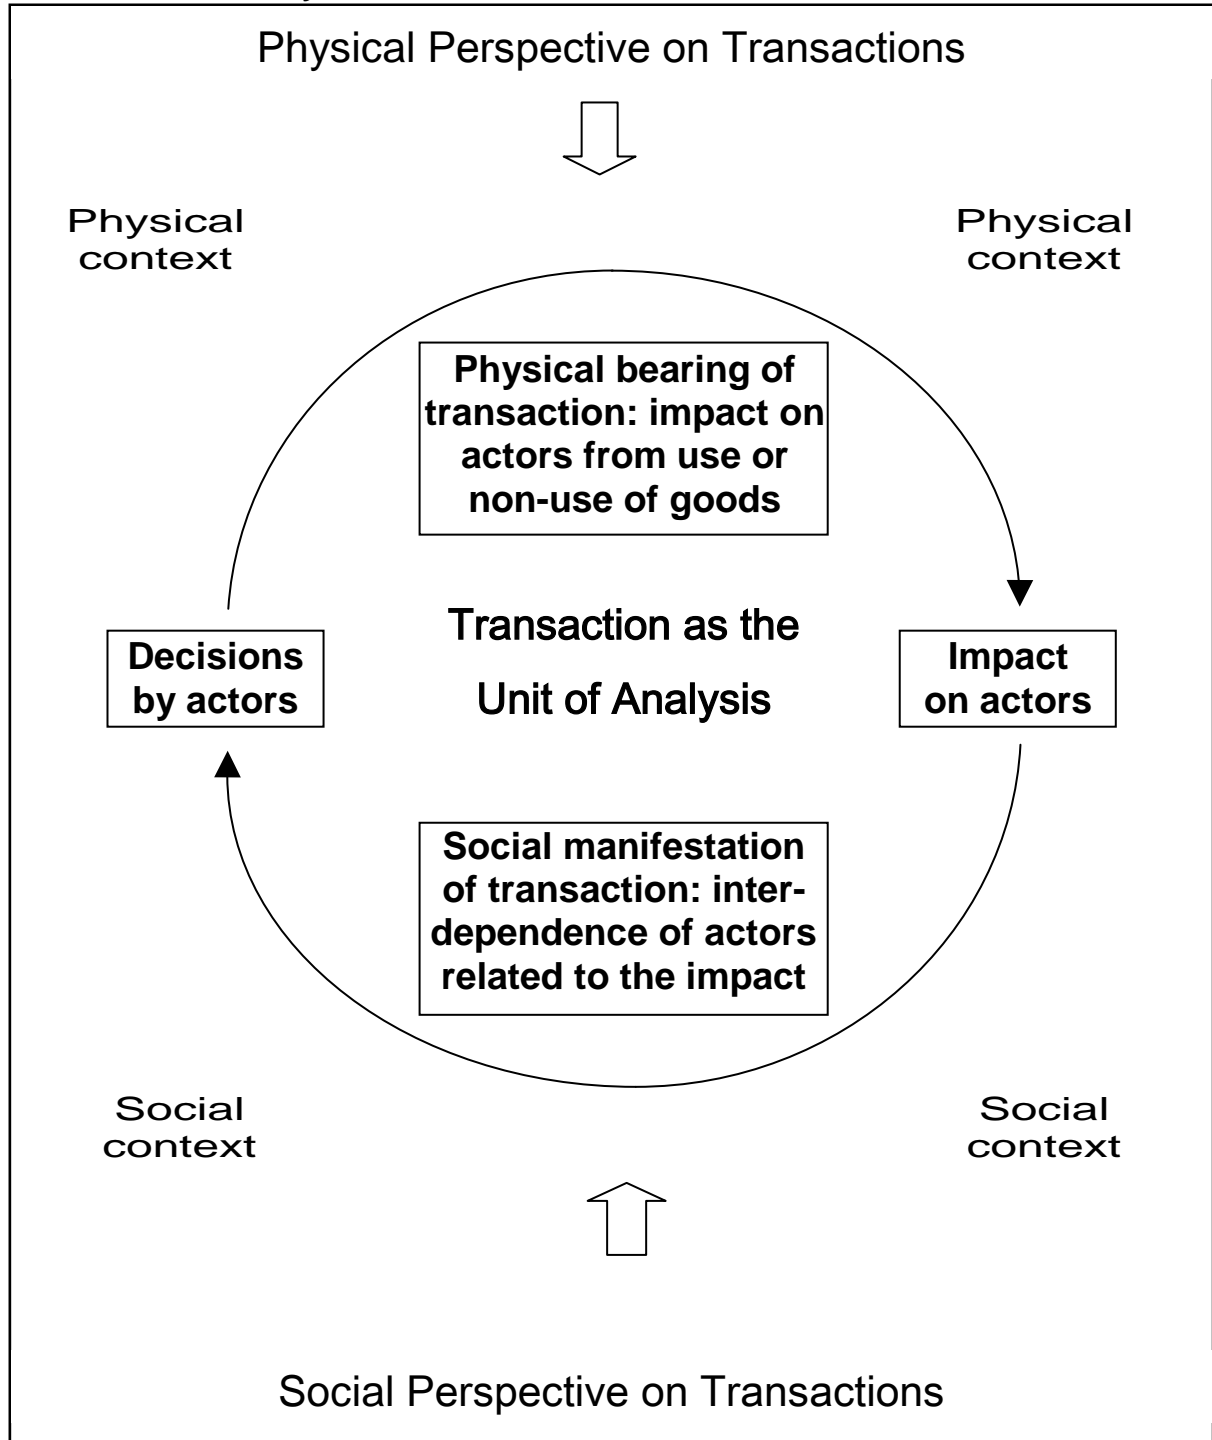 Physical Perspective on Transactions
Physical
context
Physical
context
Physical bearing of
transaction: impact on
actors from use or
non-use of goods
Transaction as the
Unit of Analysis
Decisions
by actors
Impact
on actors
Social manifestation
of transaction: inter-
dependence of actors
related to the impact
Social
context
Social
context
Social Perspective on Transactions